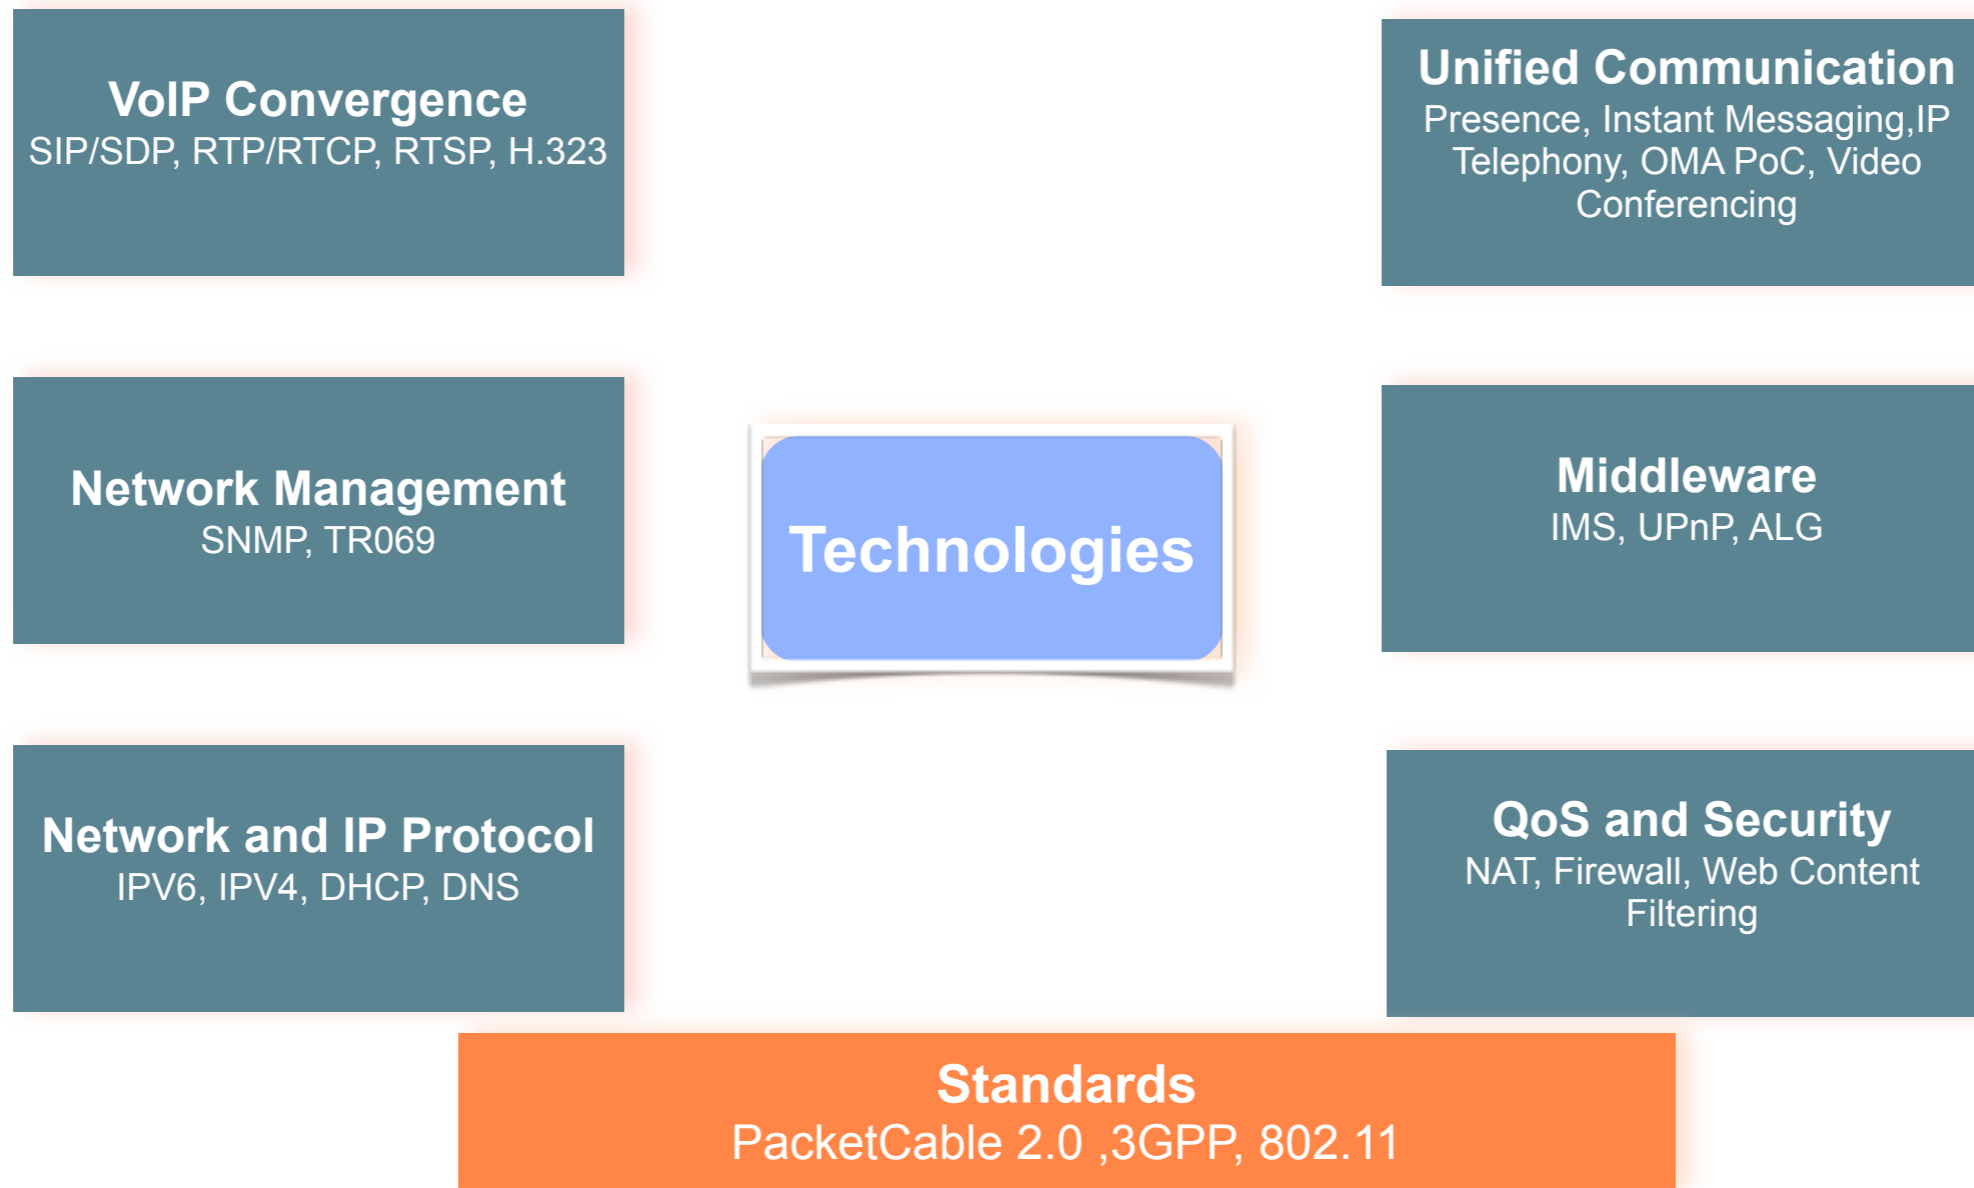 VoIP Convergence
SIP/SDP, RTP/RTCP, RTSP, H.323
Unified Communication
Presence, Instant Messaging,IP
Telephony, OMA PoC, Video
Conferencing
Network Management
SNMP, TR069
Technologies
Middleware
IMS, UPnP, ALG
Network and IP Protocol
IPV6, IPV4, DHCP, DNS
QoS and Security
NAT, Firewall, Web Content
Filtering
Standards
PacketCable 2.0 ,3GPP, 802.11